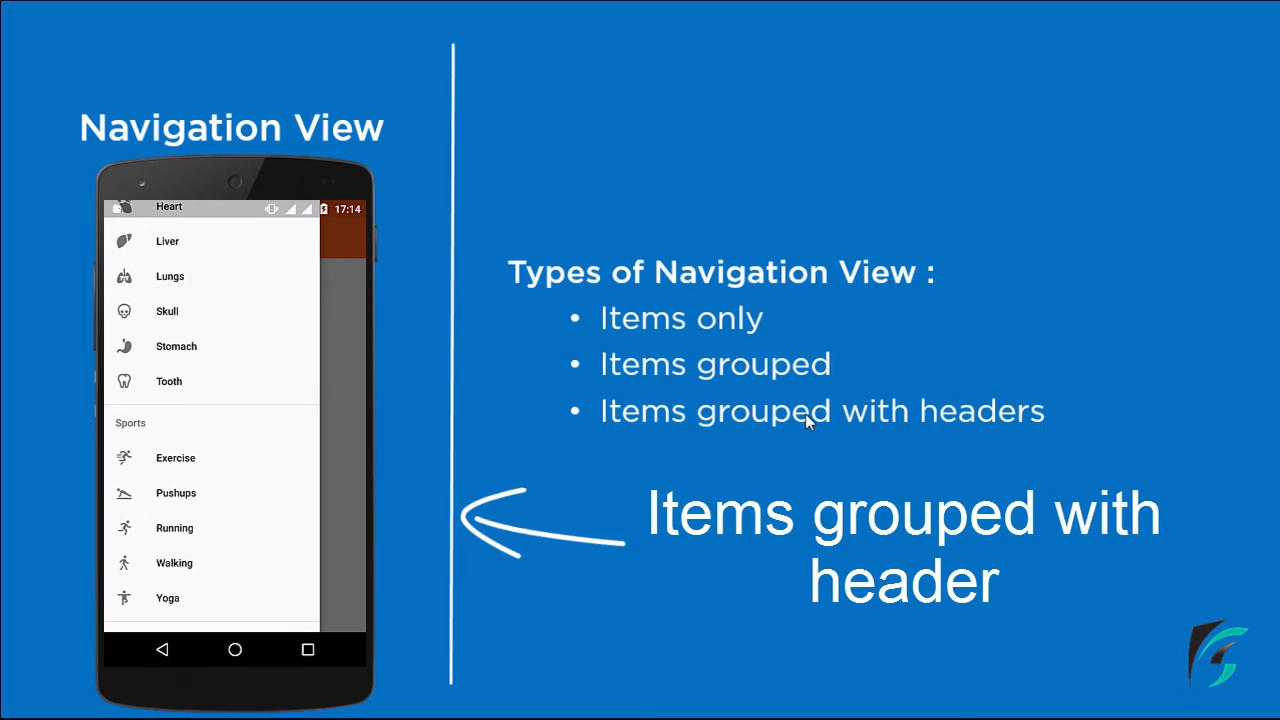 Navigation View
Heart
17:14
Liver
Lungs
Skull
Stomach
Tooth
Sports
Exercise
Pushups
Running
Walking
Yoga
Types of Navigation View :
• Items only
• Items grouped
• Items grouped with headers
Items grouped with
header